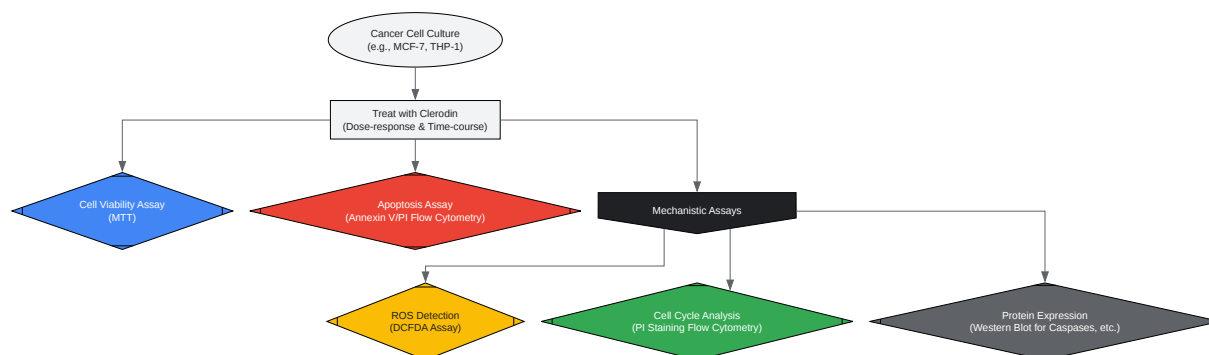 Cancer Cell Culture
(e.g., MCF-7, THP-1)
Treat with Clerodin
(Dose-response & Time-course)
Cell Viability Assay
(MTT)
Apoptosis Assay
(Annexin V/PI Flow Cytometry)
Mechanistic Assays
ROS Detection
(DCFDA Assay)
Cell Cycle Analysis
(PI Staining Flow Cytometry)
Protein Expression
(Western Blot for Caspases, etc.)